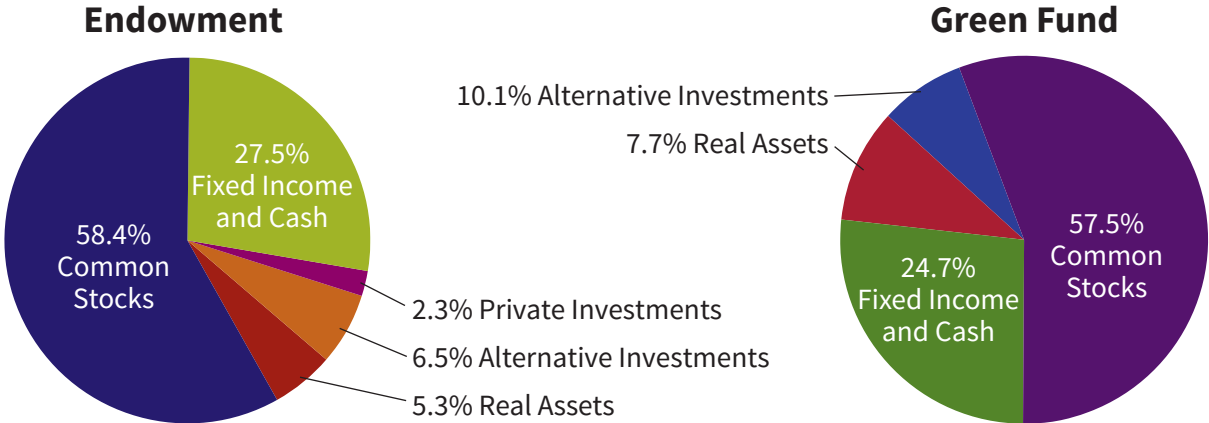 Endowment
27.5%
Fixed Income
and Cash
58.4%
Common
Stocks
2.3% Private Investments
6.5% Alternative Investments
5.3% Real Assets
Green Fund
10.1% Alternative Investments
7.7% Real Assets
57.5%
Common
Stocks
24.7%
Fixed Income
and Cash